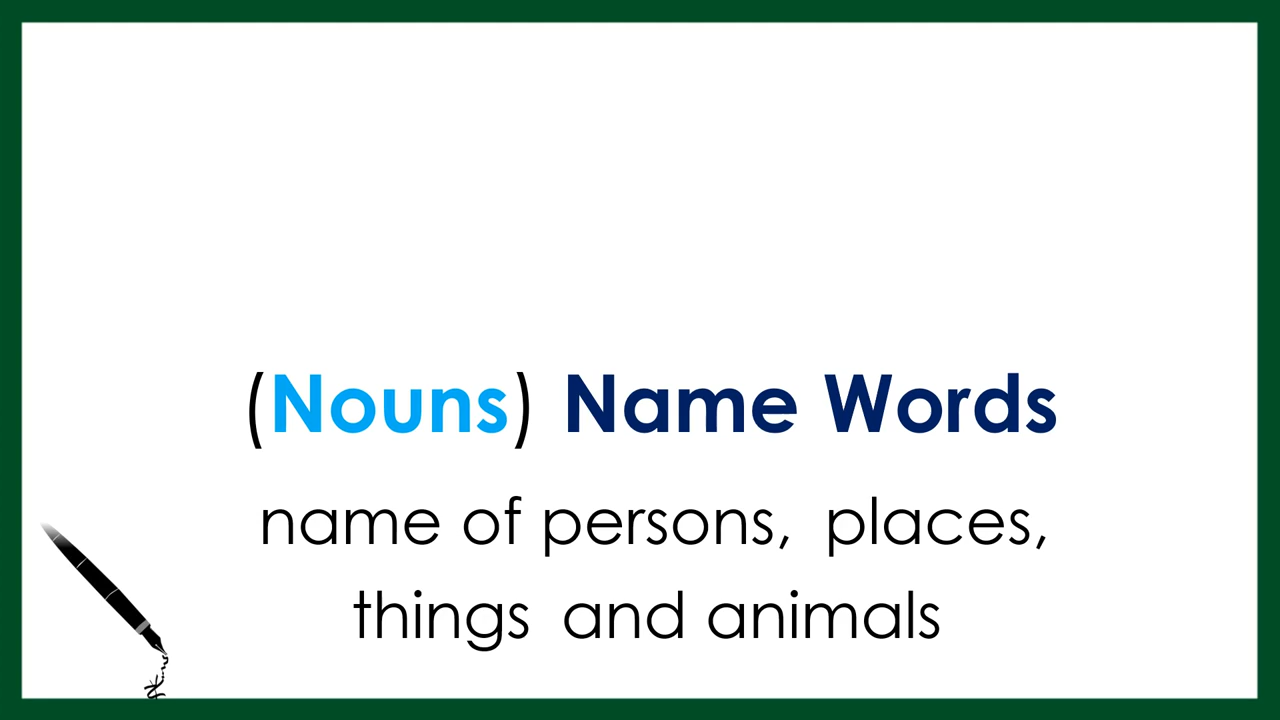 (Nouns) Name Words
name of persons, places,
things and animals